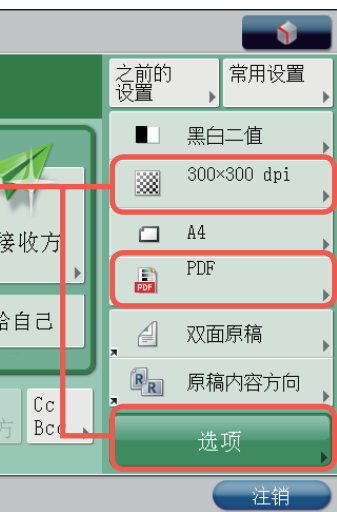 之前的
设置
常用设置
黑白二值
300×300 dpi
A4
PDF
PDF
双面原稿
R R
原稿内容方向
选项
接收方
给自己
方
Cc
Bcc
注销